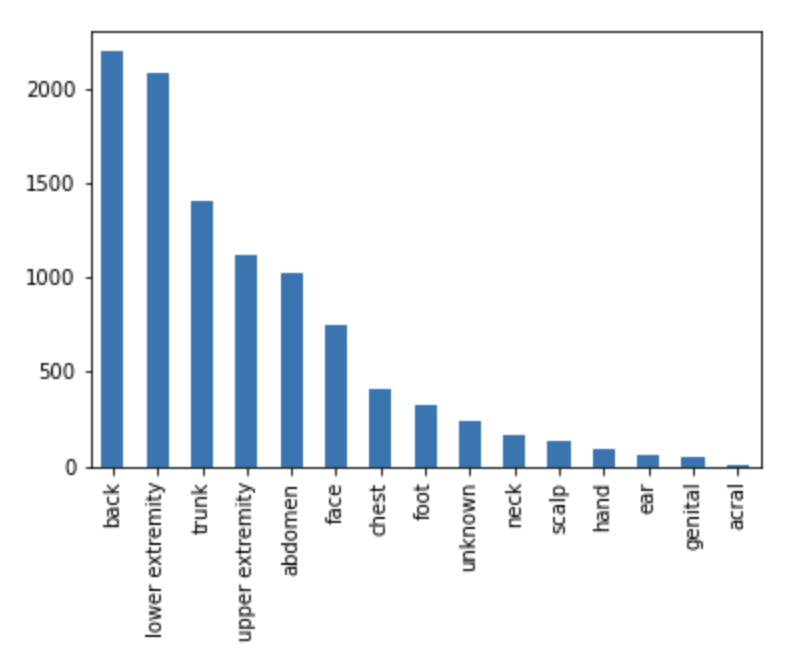 2000
1500
1000
500
0
back
lower extremity
trunk
upper extremity
abdomen
face
chest
foot
unknown
neck
scalp
hand
ear
genital
acral